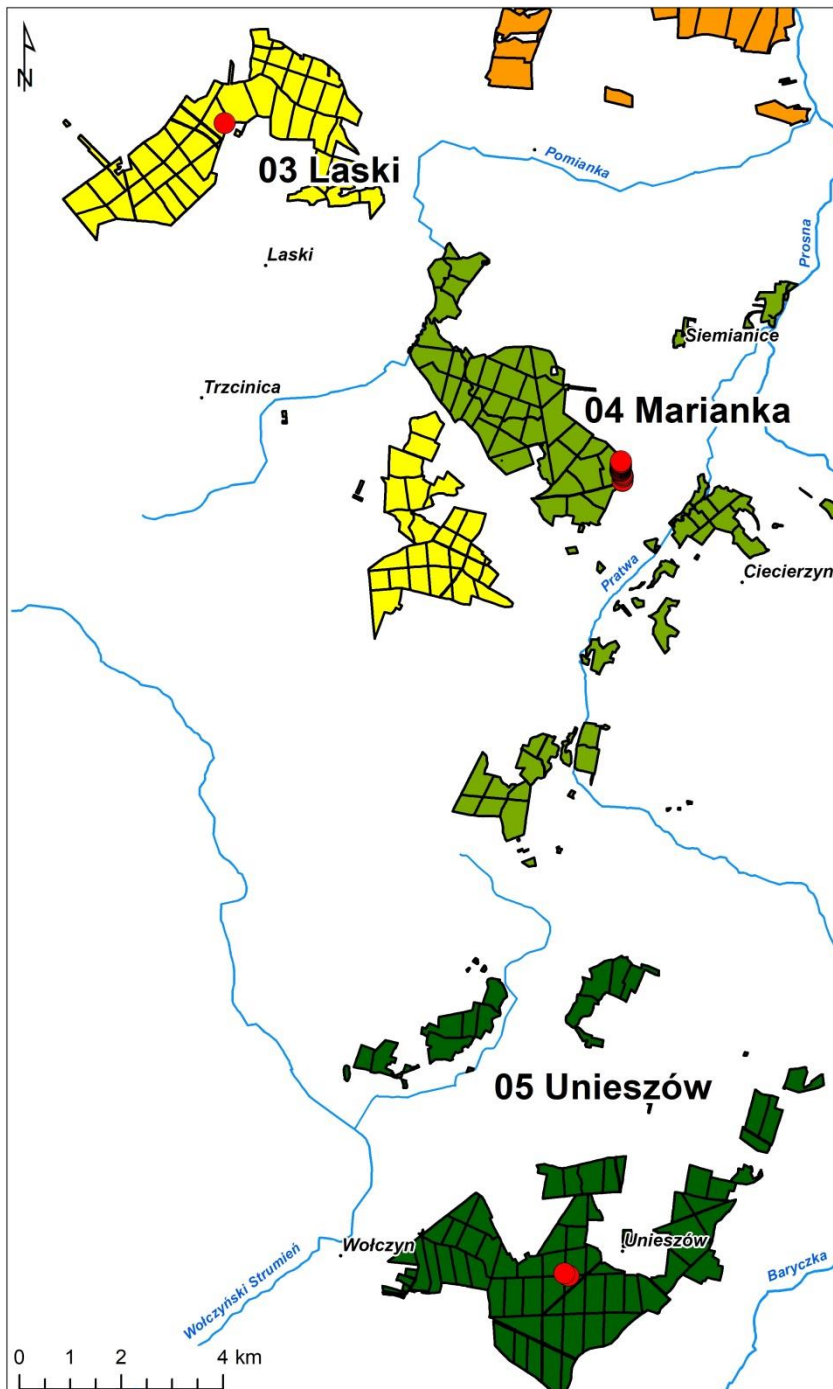 N
Pomianka
03 Laski
Prosna
Laski
Siemianice
Trzcinica
04 Marianka
Pratwa
Ciecierzyn
05 Unieszów
Wołczyn
Unieszów
Baryczka
Wołczyński Strumień
0 1 2 4 km